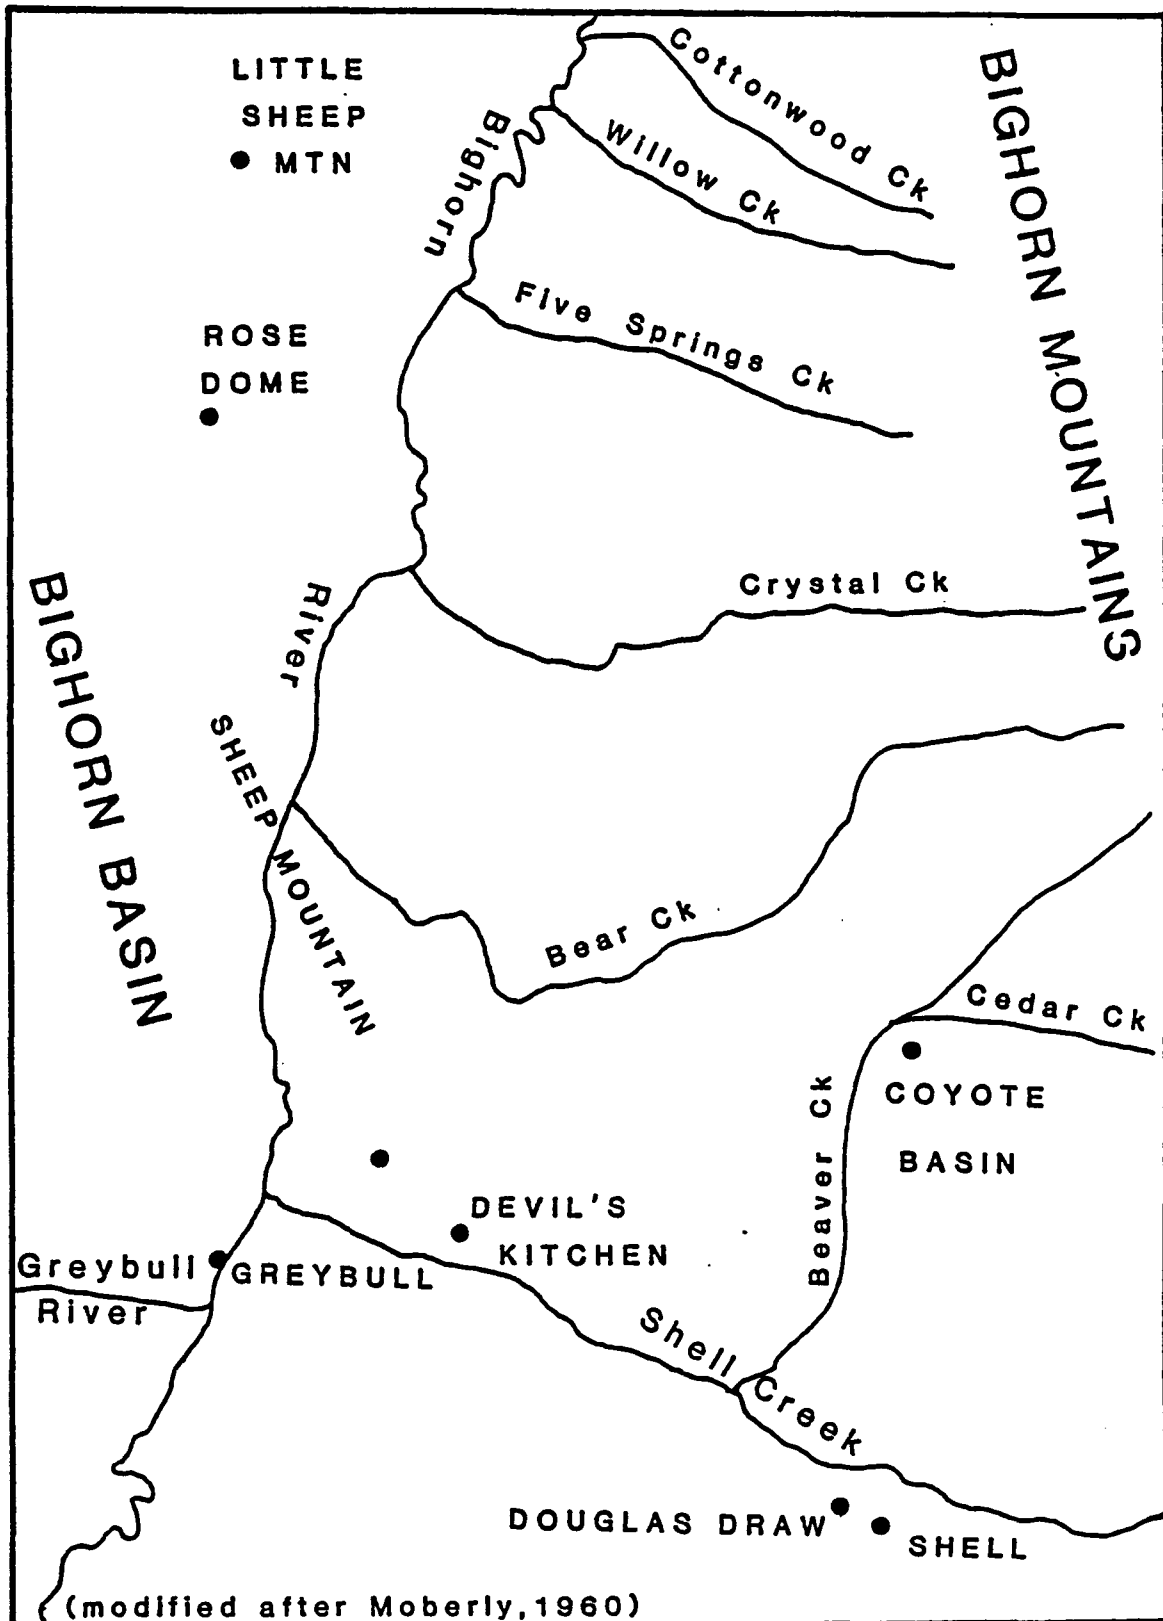 LITTLE
SHEEP
MTN
Cottonwood Ck
BIGHORN MOUNTAINS
Bighorn
Willow Ck
Five Springs Ck
ROSE
DOME
Crystal Ck
River
BIGHORN BASIN
SHEEP MOUNTAIN
Bear Ck
Cedar Ck
COYOTE
BASIN
Beaver Ck
DEVIL'S
KITCHEN
Greybull
River
GREYBULL
Shell Creek
DOUGLAS DRAW
SHELL
(modified after Moberly,1960)